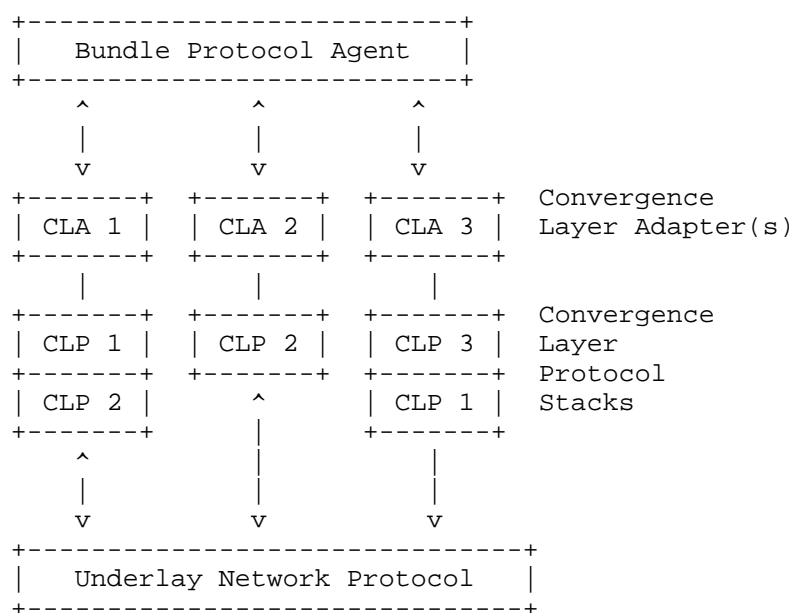 Bundle Protocol Agent
CLA 1 CLA 2 CLA 3 Convergence
Layer Adapter(s)
CLP 1 CLP 2 CLP 3 Convergence
Layer
Protocol
CLP 2 CLP 1 Stacks
Underlay Network Protocol